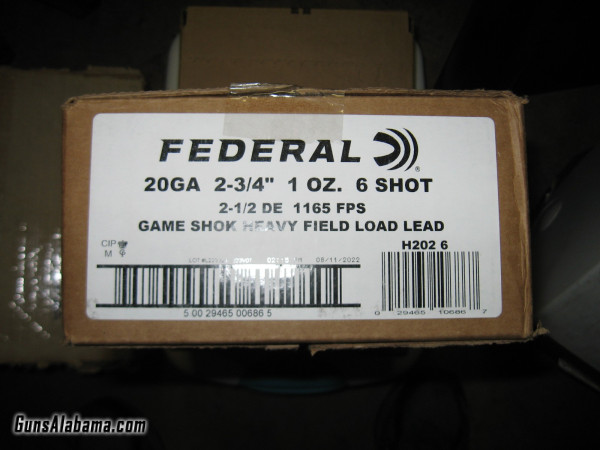 FEDERAL ®
20GA 2-3/4" 1 OZ. 6 SHOT
2-1/2 DE 1165 FPS
GAME SHOK HEAVY FIELD LOAD LEAD
H202 6
CIP
M
08/11/2022
5 00 29465 00686 5
0 29465 10686 7
GunsAlabama.com